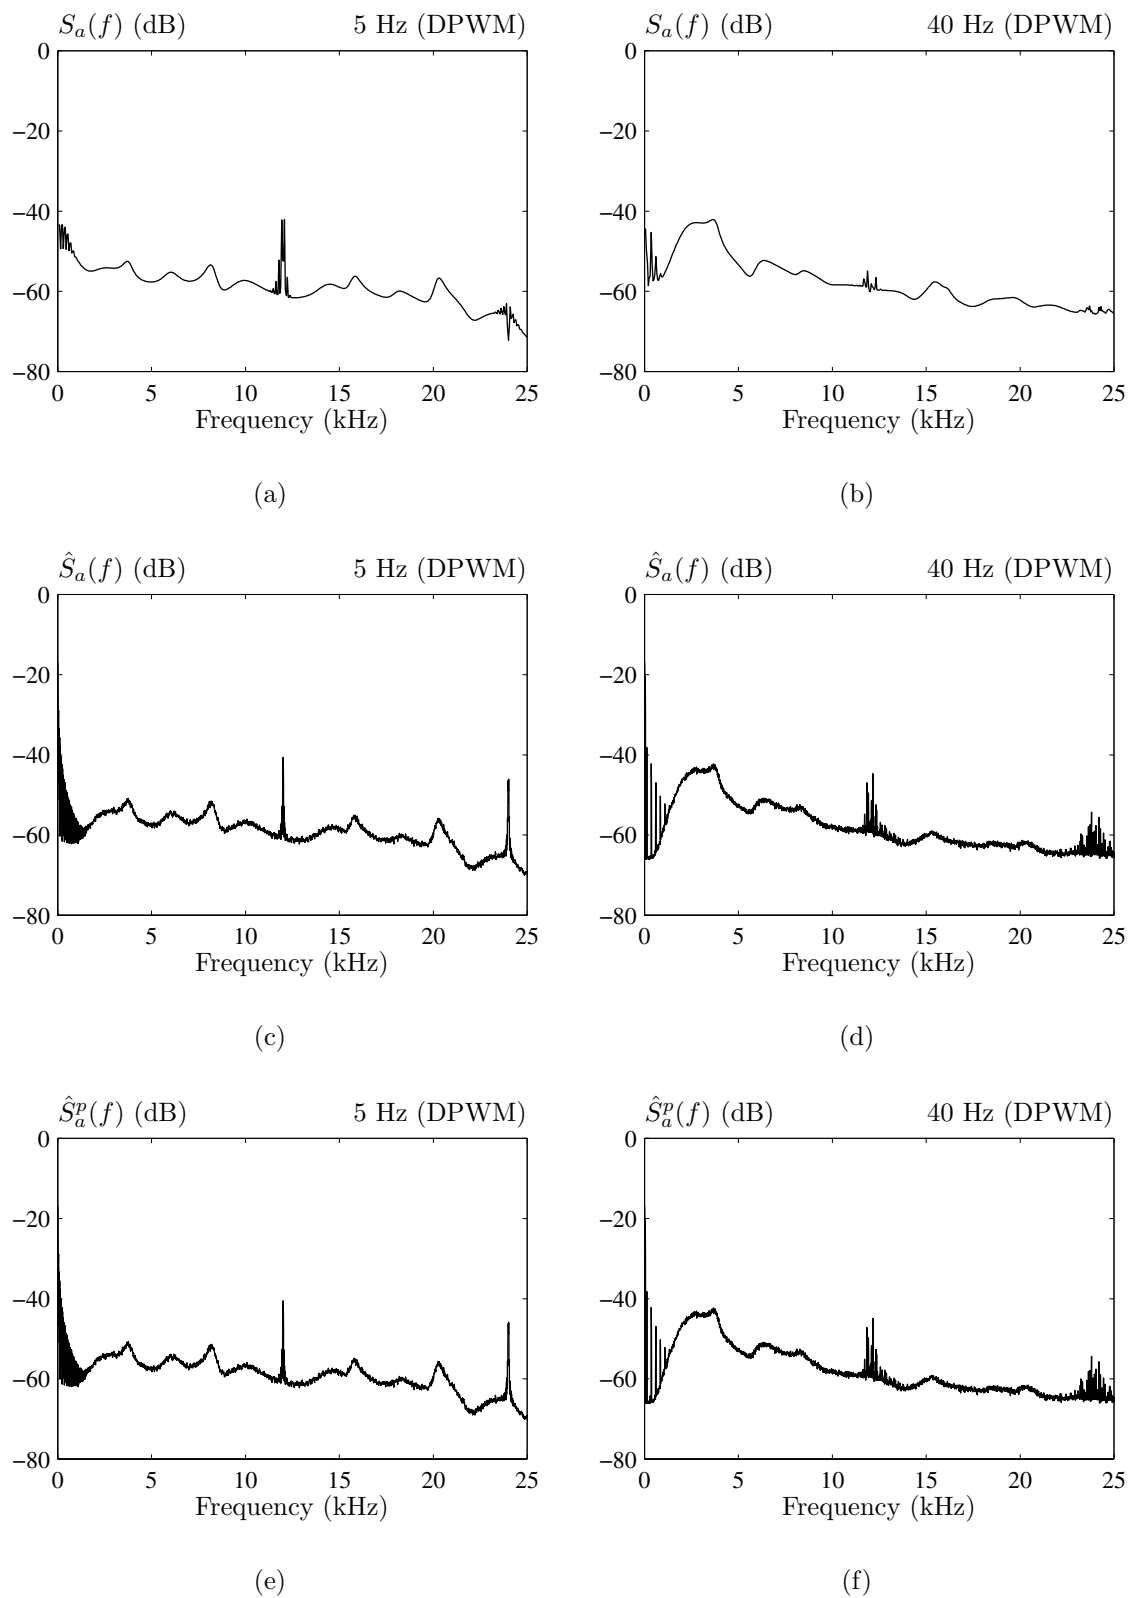 S_a(f) (dB) 5 Hz (DPWM)
0
−20
−40
−60
−80
0 5 10 15 20 25
Frequency (kHz)
(a)
S_a(f) (dB) 40 Hz (DPWM)
0
−20
−40
−60
−80
0 5 10 15 20 25
Frequency (kHz)
(b)
Ŝ_a(f) (dB) 5 Hz (DPWM)
0
−20
−40
−60
−80
0 5 10 15 20 25
Frequency (kHz)
(c)
Ŝ_a(f) (dB) 40 Hz (DPWM)
0
−20
−40
−60
−80
0 5 10 15 20 25
Frequency (kHz)
(d)
Ŝ_a^p(f) (dB) 5 Hz (DPWM)
0
−20
−40
−60
−80
0 5 10 15 20 25
Frequency (kHz)
(e)
Ŝ_a^p(f) (dB) 40 Hz (DPWM)
0
−20
−40
−60
−80
0 5 10 15 20 25
Frequency (kHz)
(f)